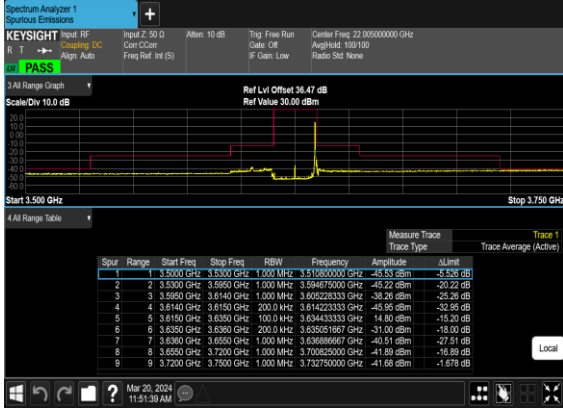 Spectrum Analyzer 1
Spurious Emissions
+
KEYSIGHT Input: RF Input Z: 50 Ω Atten: 10 dB Trig: Free Run Center Freq: 22.005000000 GHz
R T Coupling: DC Corr CCorr Gate: Off Avg|Hold: 100/100
Align: Auto Freq Ref: Int (S) IF Gain: Low Radio Std: None
PASS
3 All Range Graph
Ref Lvl Offset 36.47 dB
Scale/Div 10.0 dB Ref Value 30.00 dBm
20.0
10.0
0.00
-10.0
-20.0
-30.0
-40.0
-50.0
-60.0
Start 3.500 GHz Stop 3.750 GHz
4 All Range Table
Measure Trace Trace 1
Trace Type Trace Average (Active)
Spur Range Start Freq Stop Freq RBW Frequency Amplitude ΔLimit
1 1 3.5000 GHz 3.5300 GHz 1.000 MHz 3.510800000 GHz -45.53 dBm -5.526 dB
2 2 3.5300 GHz 3.5950 GHz 1.000 MHz 3.594675000 GHz -45.22 dBm -20.22 dB
3 3 3.5950 GHz 3.6140 GHz 1.000 MHz 3.605228333 GHz -38.26 dBm -25.26 dB
4 4 3.6140 GHz 3.6150 GHz 200.0 kHz 3.614223333 GHz -45.95 dBm -32.95 dB
5 5 3.6150 GHz 3.6350 GHz 100.0 kHz 3.634433333 GHz 14.80 dBm -15.20 dB
6 6 3.6350 GHz 3.6360 GHz 200.0 kHz 3.635051667 GHz -31.00 dBm -18.00 dB
7 7 3.6360 GHz 3.6550 GHz 1.000 MHz 3.636886667 GHz -40.51 dBm -27.51 dB
8 8 3.6550 GHz 3.7200 GHz 1.000 MHz 3.700825000 GHz -41.89 dBm -16.89 dB
9 9 3.7200 GHz 3.7500 GHz 1.000 MHz 3.732750000 GHz -41.68 dBm -1.678 dB
Local
? Mar 20, 2024
11:51:39 AM